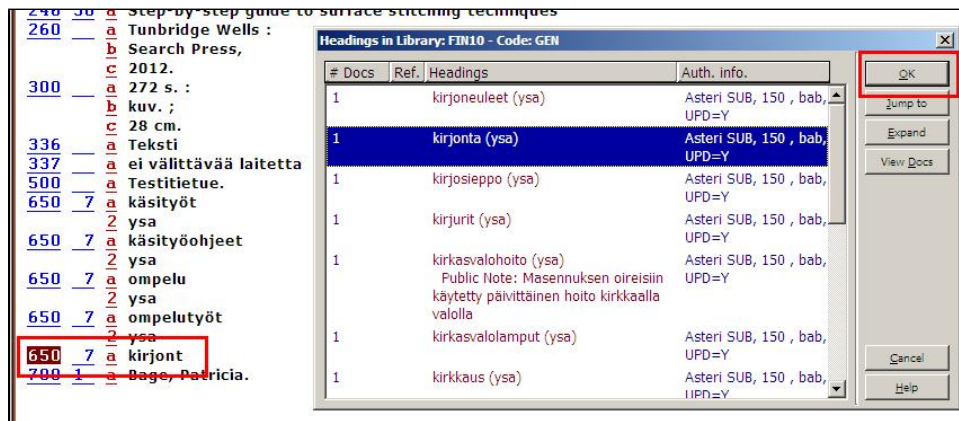 240 30 a Step-by-step guide to surface stitching techniques
260 a Tunbridge Wells :
b Search Press,
c 2012.
300 a 272 s. :
b kuv. ;
c 28 cm.
336 a Teksti
337 a ei välittävää laitetta
500 a Testitietue.
650 7 a käsityöt
2 ysa
650 7 a käsityöohjeet
2 ysa
650 7 a ompelu
2 ysa
650 7 a ompelutyöt
2 ysa
650 7 a kirjont
700 1 a Bage, Patricia.
Headings in Library: FIN10 - Code: GEN
# Docs Ref. Headings Auth. info.
1 kirjoneuleet (ysa) Asteri SUB, 150 , bab,
UPD=Y
1 kirjonta (ysa) Asteri SUB, 150 , bab,
UPD=Y
1 kirjosieppo (ysa) Asteri SUB, 150 , bab,
UPD=Y
1 kirjurit (ysa) Asteri SUB, 150 , bab,
UPD=Y
1 kirkasvalohoito (ysa) Asteri SUB, 150 , bab,
Public Note: Masennuksen oireisiin UPD=Y
käytetty päivittäinen hoito kirkkaalla
valolla
1 kirkasvalolamput (ysa) Asteri SUB, 150 , bab,
UPD=Y
1 kirkkaus (ysa) Asteri SUB, 150 , bab,
UPD=Y
OK
Jump to
Expand
View Docs
Cancel
Help